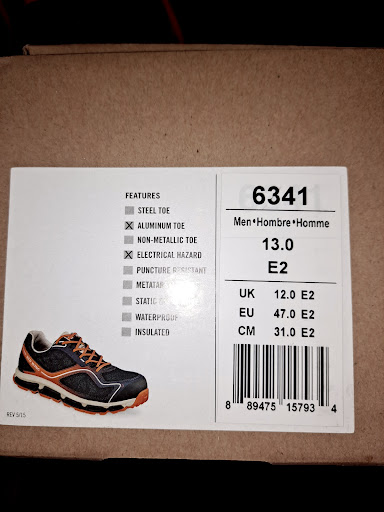 FEATURES
STEEL TOE
ALUMINUM TOE
NON-METALLIC TOE
ELECTRICAL HAZARD
PUNCTURE RESISTANT
METATAR
STATIC
WATERPROOF
INSULATED
REV 5/15
6341
Men•Hombre•Homme
13.0
E2
UK 12.0 E2
EU 47.0 E2
CM 31.0 E2
8 89475 15793 4